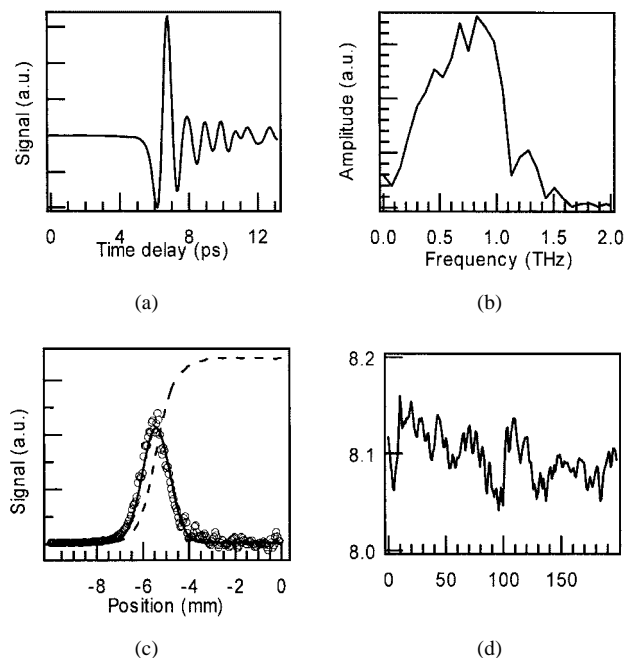 Signal (a.u.)
0 4 8 12
Time delay (ps)
(a)
Amplitude (a.u.)
0.0 0.5 1.0 1.5 2.0
Frequency (THz)
(b)
Signal (a.u.)
-8 -6 -4 -2 0
Position (mm)
(c)
8.2
8.1
8.0
0 50 100 150
(d)